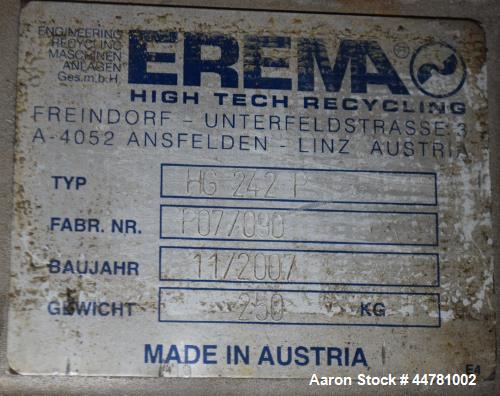 ENGINEERING
RECYCLING
MASCHINEN
ANLAGEN
Ges.m.b.H.
EREMA ®
HIGH TECH RECYCLING
FREINDORF - UNTERFELDSTRASSE 3
A-4052 ANSFELDEN - LINZ AUSTRIA
TYP HG 242 P
FABR. NR. P07/090
BAUJAHR 11/2007
GEWICHT 250 KG
MADE IN AUSTRIA
E4
Aaron Stock # 44781002